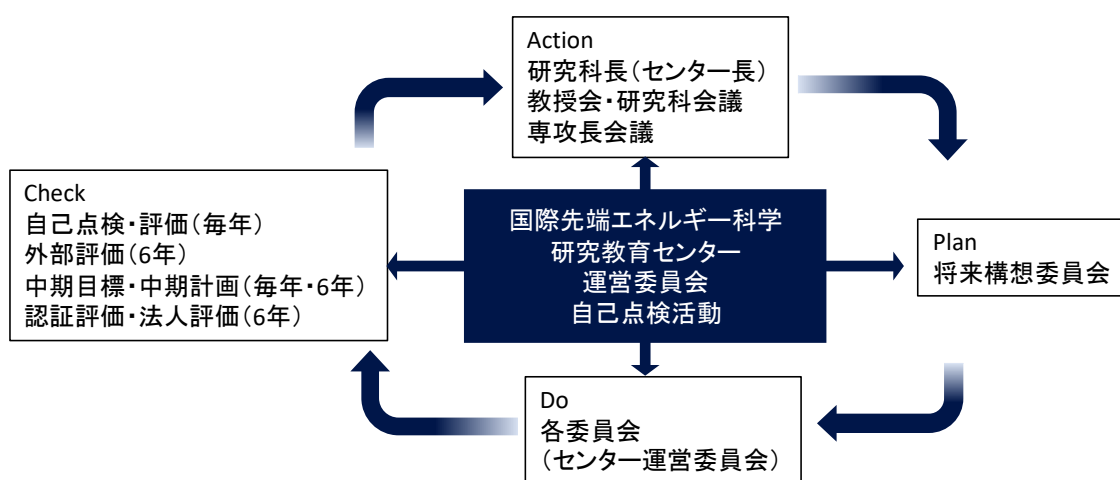 Action
研究科長(センター長)
教授会・研究科会議
専攻長会議
Check
自己点検・評価(毎年)
外部評価(6年)
中期目標・中期計画(毎年・6年)
認証評価・法人評価(6年)
国際先端エネルギー科学
研究教育センター
運営委員会
自己点検活動
Plan
将来構想委員会
Do
各委員会
(センター運営委員会)